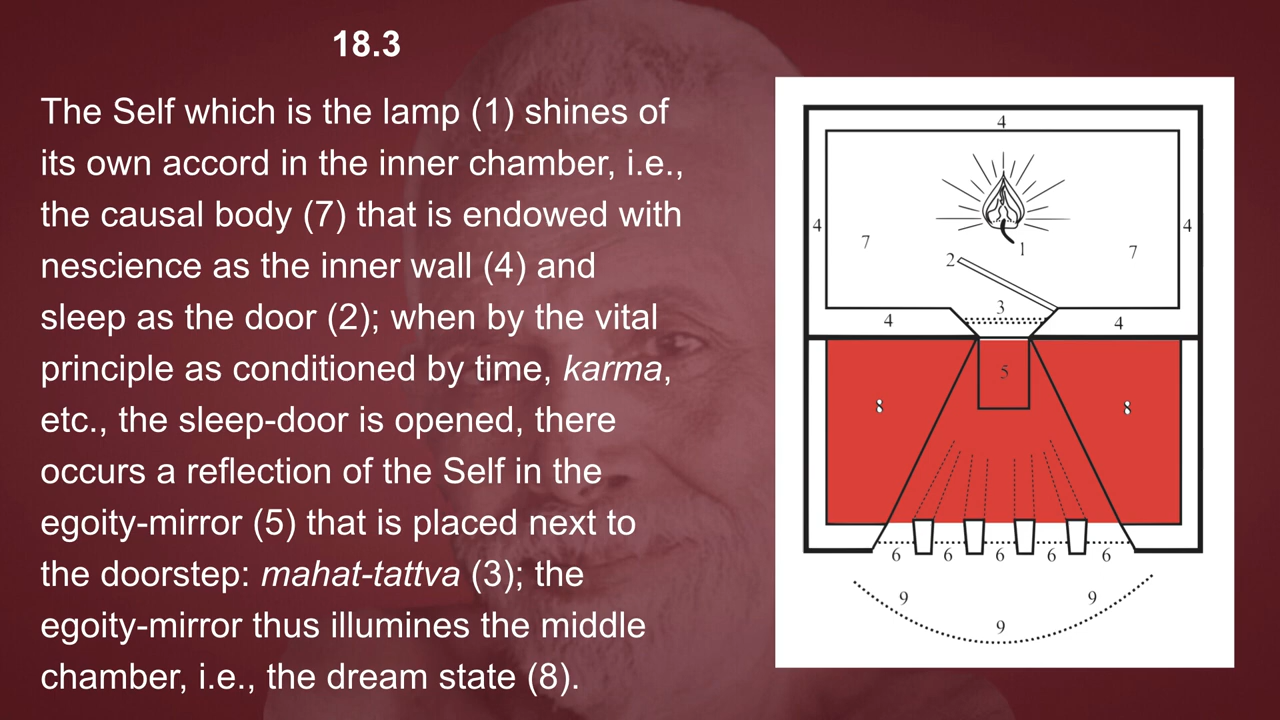 18.3
The Self which is the lamp (1) shines of
its own accord in the inner chamber, i.e.,
the causal body (7) that is endowed with
nescience as the inner wall (4) and
sleep as the door (2); when by the vital
principle as conditioned by time, karma,
etc., the sleep-door is opened, there
occurs a reflection of the Self in the
egoity-mirror (5) that is placed next to
the doorstep: mahat-tattva (3); the
egoity-mirror thus illumines the middle
chamber, i.e., the dream state (8).
4
4
4
7
1
7
2
3
4
4
5
8
8
6 6 6 6 6
9
9
9